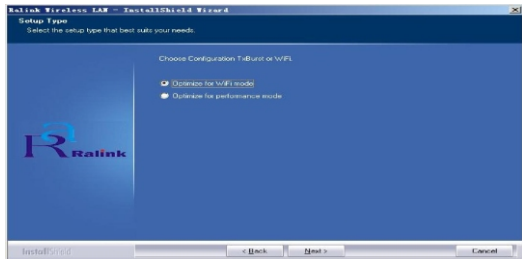 Ralink Wireless LAN - InstallShield Wizard
Setup Type
Select the setup type that best suits your needs.
Choose Configuration TxBurst or WiFi.
Optimize for WiFi mode
Optimize for performance mode
Ralink
InstallShield
< Back
Next >
Cancel